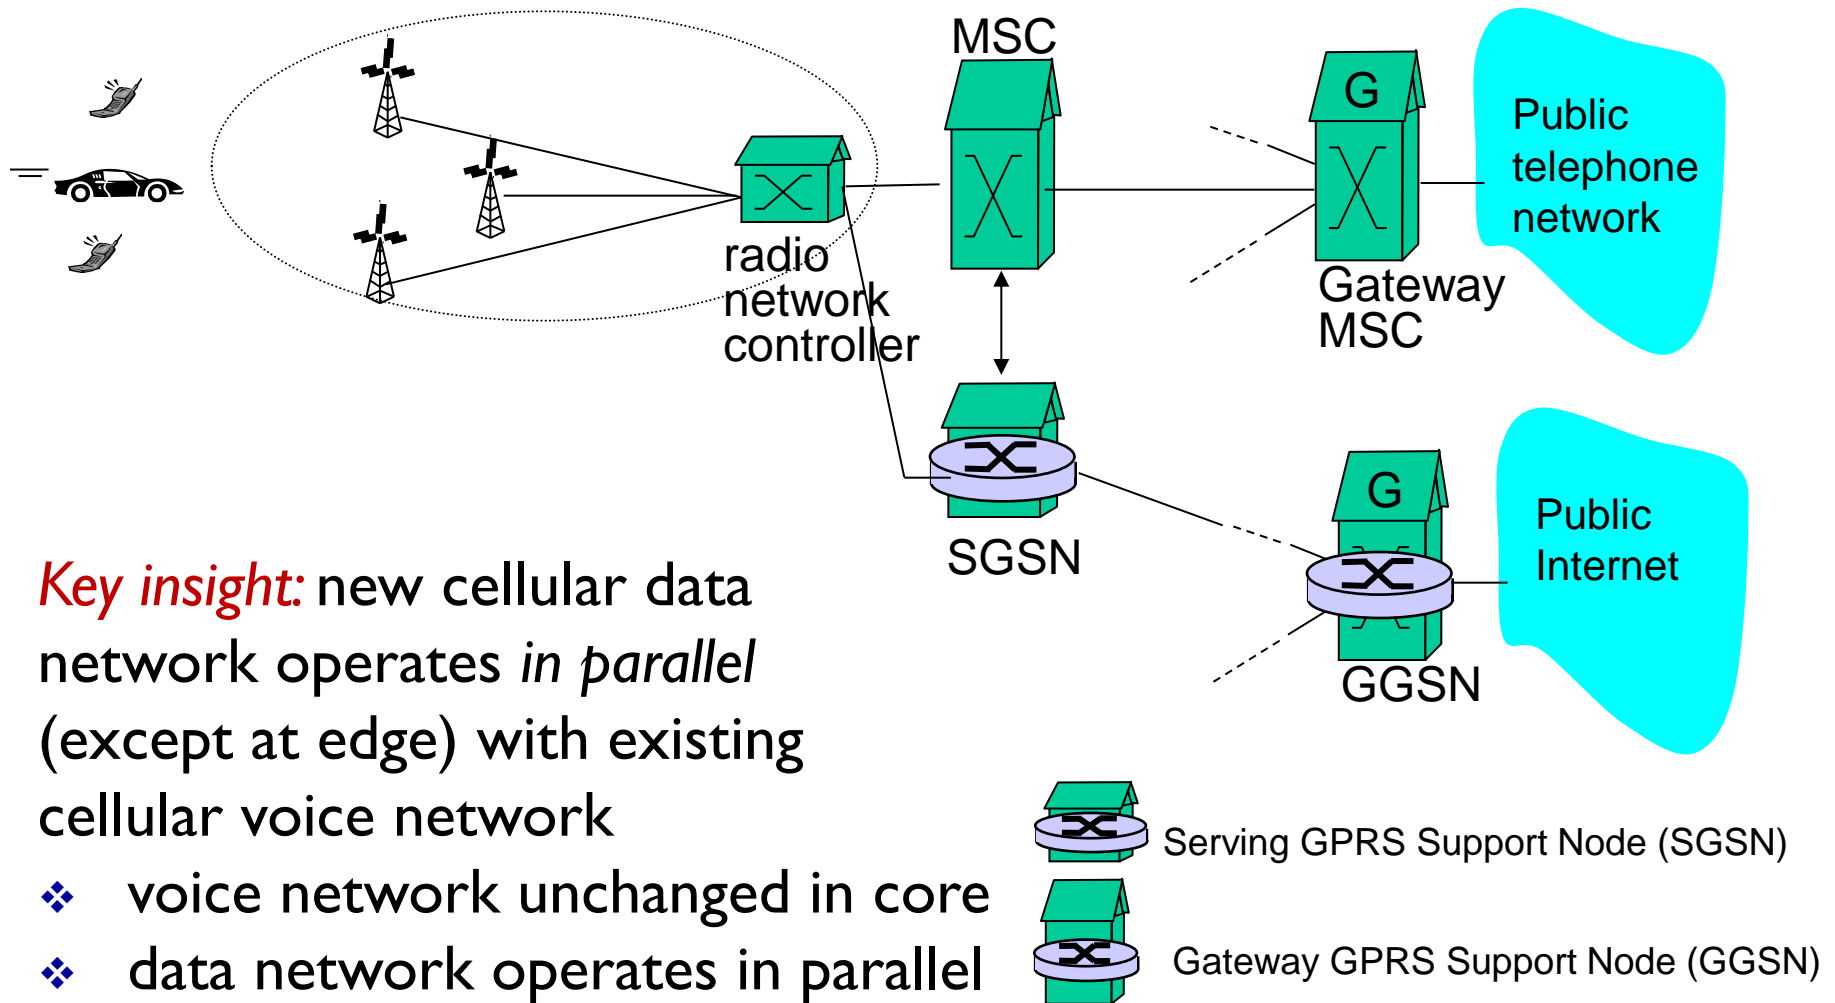 MSC
G
Public
telephone
network
radio
network
controller
Gateway
MSC
G
Public
Internet
SGSN
GGSN
Key insight: new cellular data
network operates in parallel
(except at edge) with existing
cellular voice network
❖ voice network unchanged in core
❖ data network operates in parallel
Serving GPRS Support Node (SGSN)
Gateway GPRS Support Node (GGSN)